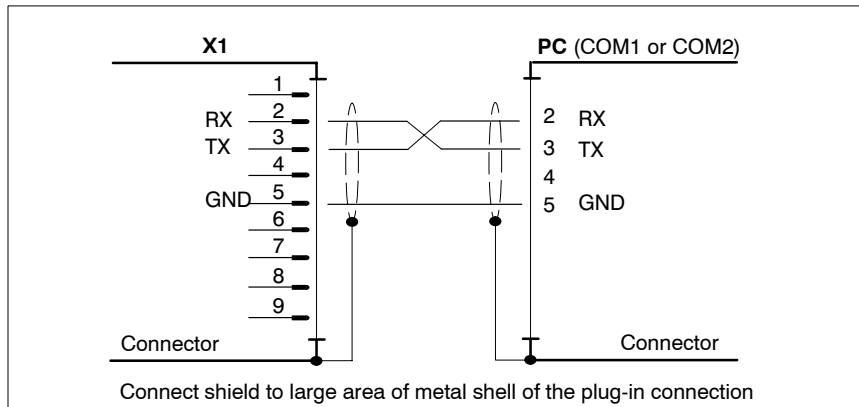 X1
PC (COM1 or COM2)
1
RX 2
TX 3
4
GND 5
6
7
8
9
2 RX
3 TX
4
5 GND
Connector
Connector
Connect shield to large area of metal shell of the plug-in connection